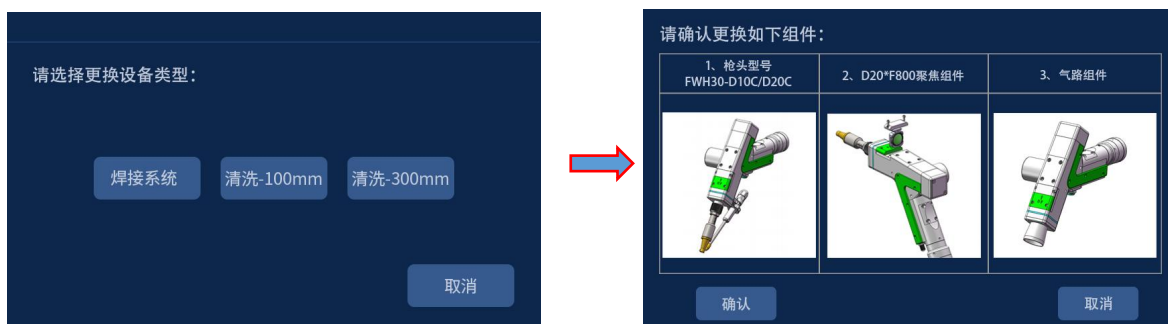 请选择更换设备类型:
焊接系统
清洗-100mm
清洗-300mm
取消
请确认更换如下组件:
1、枪头型号
FWH30-D10C/D20C
2、D20*F800聚焦组件
3、气路组件
确认
取消